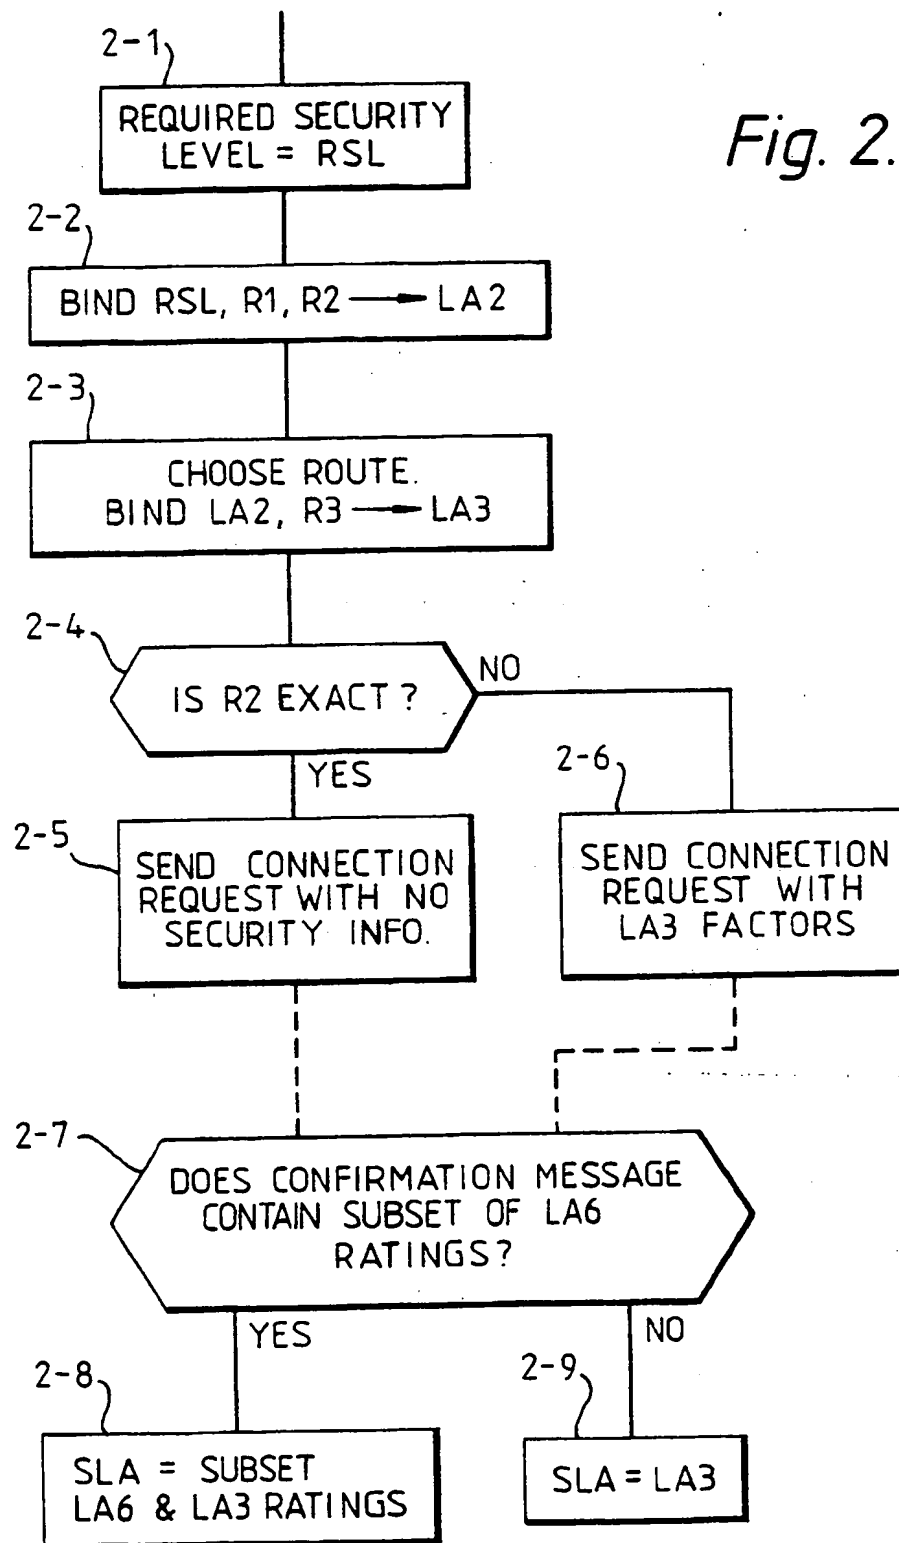 Fig. 2.
2-1
REQUIRED SECURITY
LEVEL = RSL
2-2
BIND RSL, R1, R2 → LA2
2-3
CHOOSE ROUTE.
BIND LA2, R3 → LA3
2-4
IS R2 EXACT?
NO
YES
2-5
SEND CONNECTION
REQUEST WITH NO
SECURITY INFO.
2-6
SEND CONNECTION
REQUEST WITH
LA3 FACTORS
2-7
DOES CONFIRMATION MESSAGE
CONTAIN SUBSET OF LA6
RATINGS?
YES
NO
2-8
SLA = SUBSET
LA6 & LA3 RATINGS
2-9
SLA = LA3